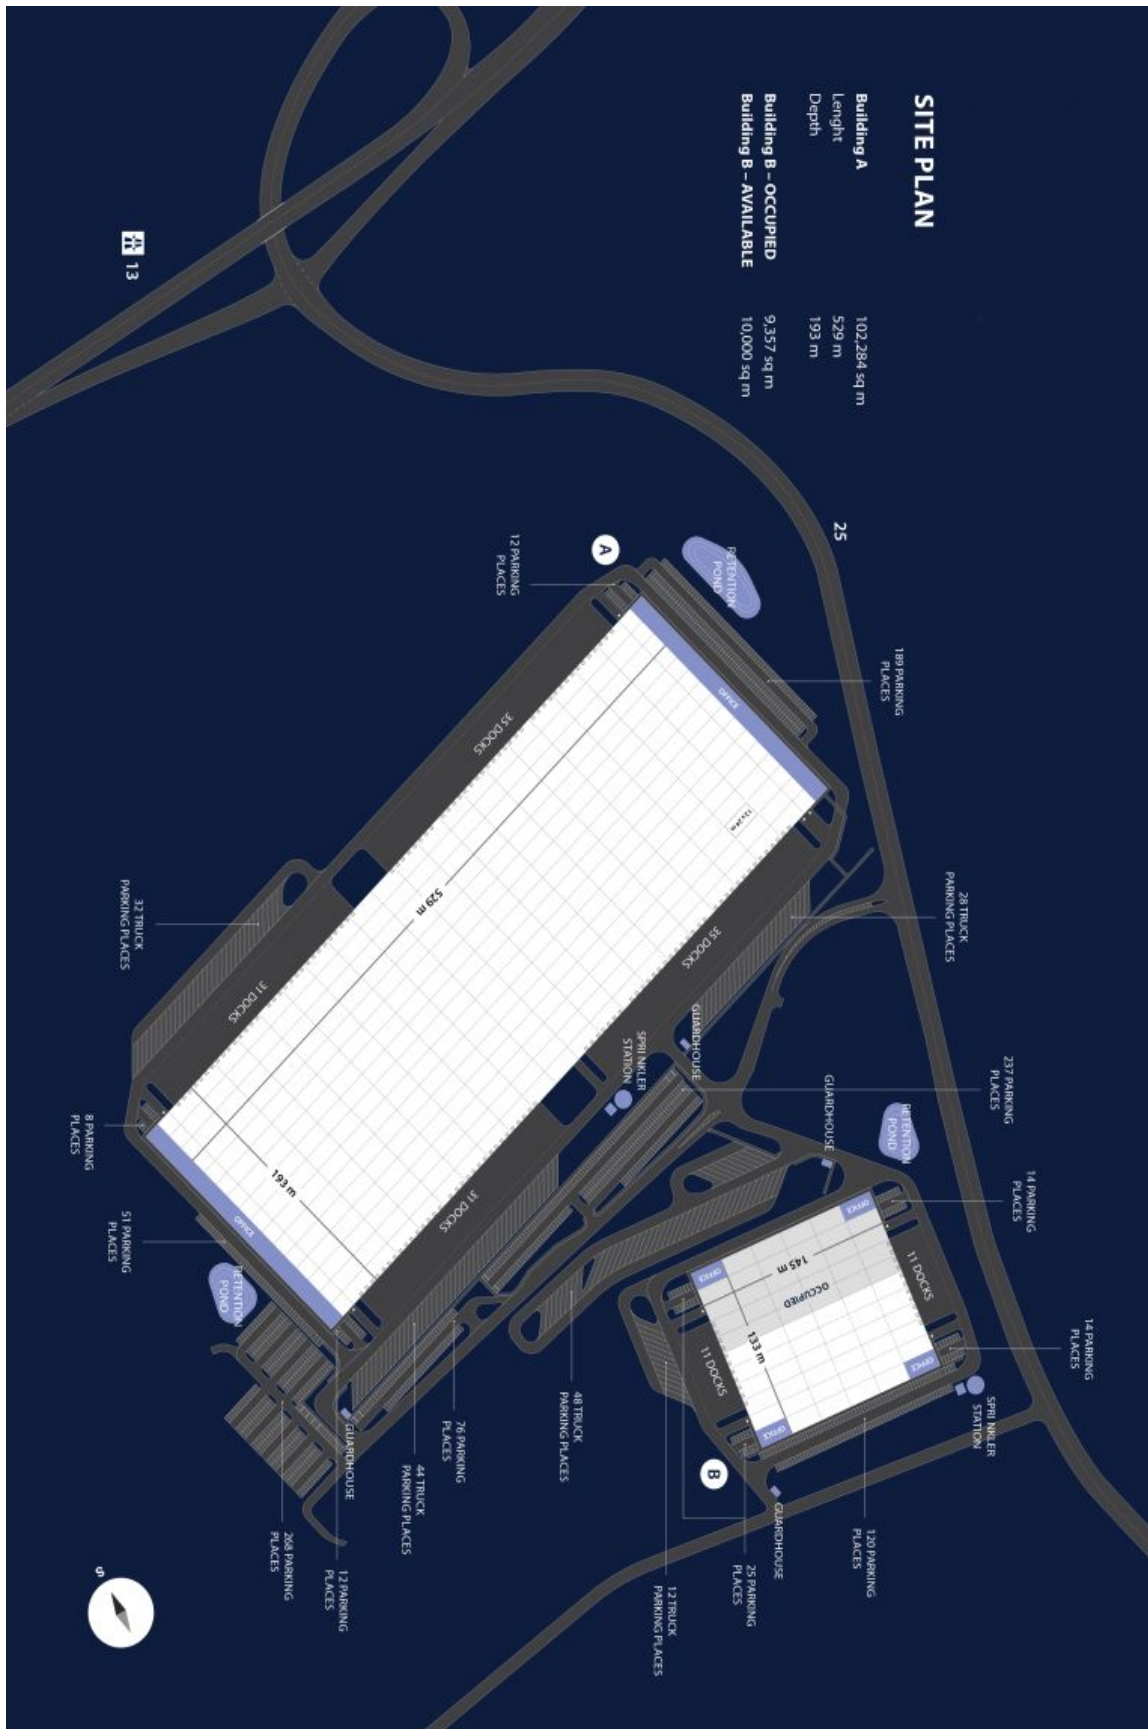 SITE PLAN
Building A 102,284 sq m
Lenght 529 m
Depth 193 m
Building B – OCCUPIED 9,357 sq m
Building B – AVAILABLE 10,000 sq m
13
25
A
12 PARKING
PLACES
RETENTION
POND
189 PARKING
PLACES
OFFICE
35 DOCKS
12 x 24 m
529 m
35 DOCKS
28 TRUCK
PARKING PLACES
32 TRUCK
PARKING PLACES
31 DOCKS
GUARDHOUSE
SPRINKLER
STATION
237 PARKING
PLACES
GUARDHOUSE
RETENTION
POND
14 PARKING
PLACES
8 PARKING
PLACES
193 m
31 DOCKS
OFFICE
51 PARKING
PLACES
RETENTION
POND
OFFICE
OFFICE
145 m
OCCUPIED
133 m
11 DOCKS
11 DOCKS
OFFICE
OFFICE
14 PARKING
PLACES
SPRINKLER
STATION
B
GUARDHOUSE
GUARDHOUSE
48 TRUCK
PARKING PLACES
76 PARKING
PLACES
44 TRUCK
PARKING PLACES
12 PARKING
PLACES
268 PARKING
PLACES
12 TRUCK
PARKING PLACES
25 PARKING
PLACES
120 PARKING
PLACES
S